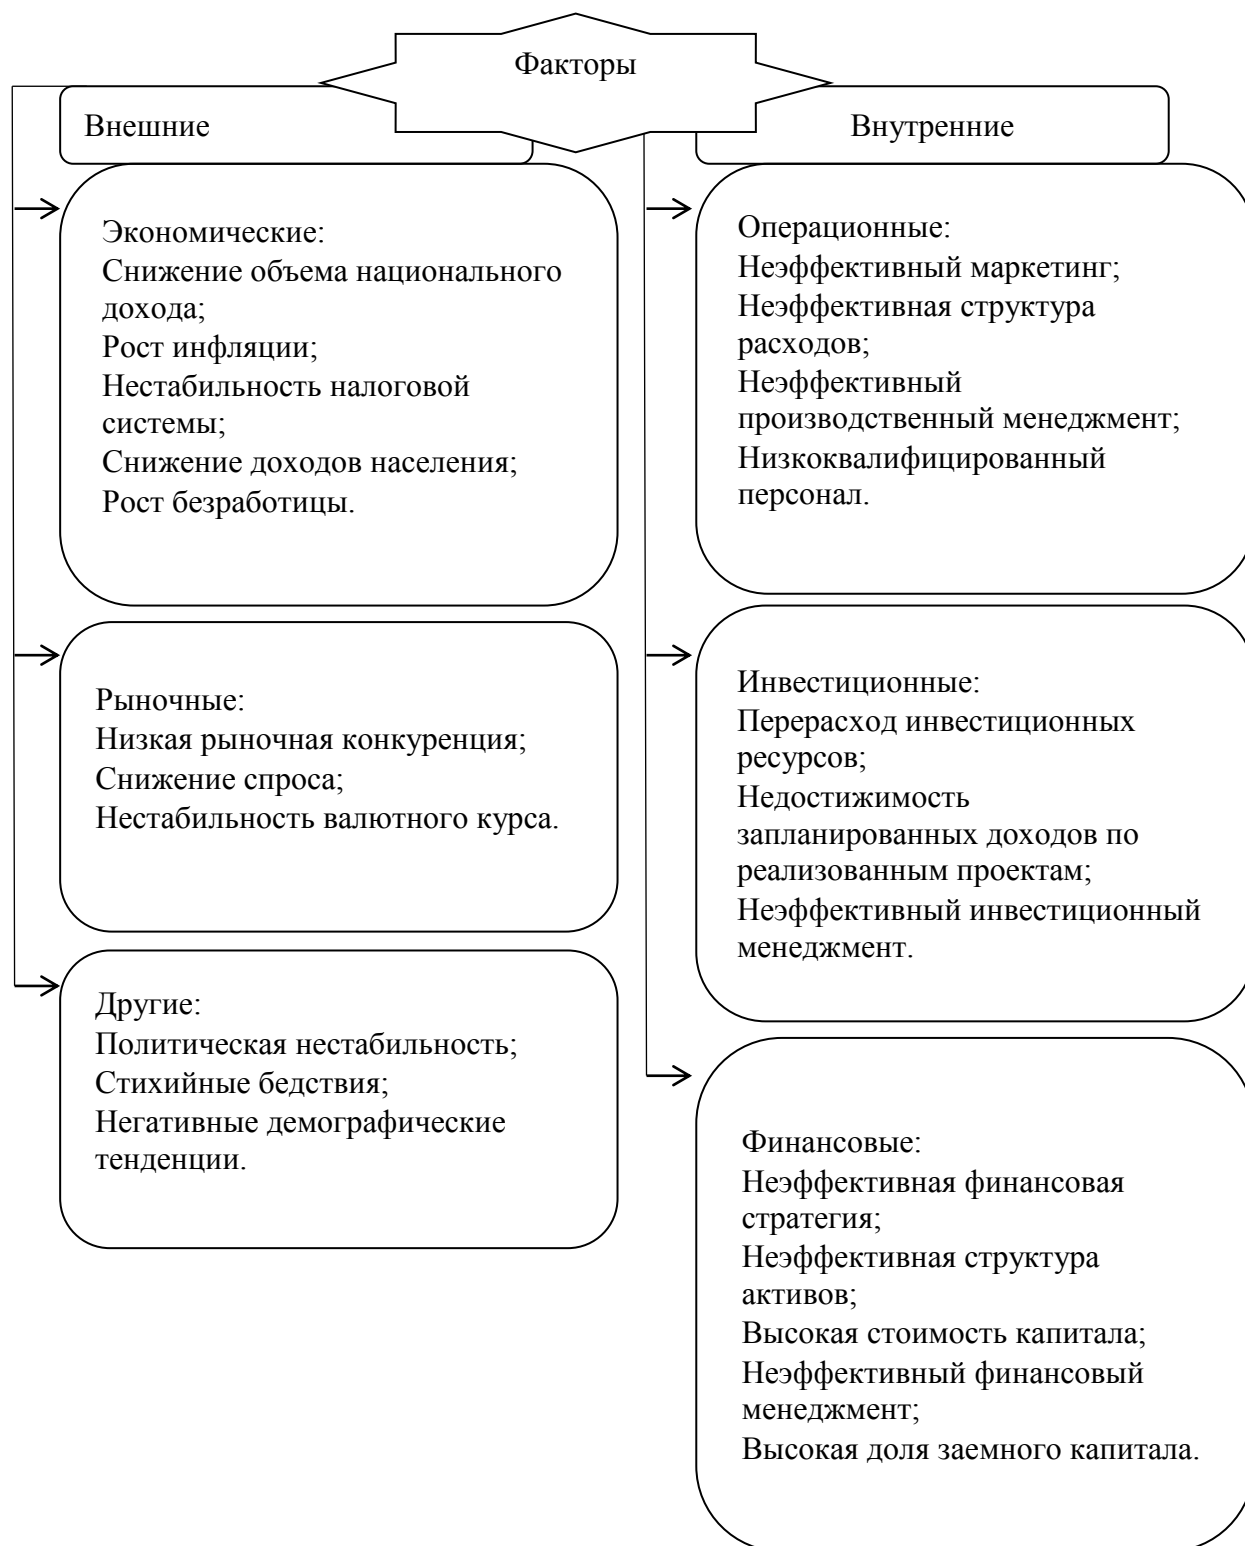 Факторы
Внешние
Экономические:
Снижение объема национального
дохода;
Рост инфляции;
Нестабильность налоговой
системы;
Снижение доходов населения;
Рост безработицы.
Рыночные:
Низкая рыночная конкуренция;
Снижение спроса;
Нестабильность валютного курса.
Другие:
Политическая нестабильность;
Стихийные бедствия;
Негативные демографические
тенденции.
Внутренние
Операционные:
Неэффективный маркетинг;
Неэффективная структура
расходов;
Неэффективный
производственный менеджмент;
Низкоквалифицированный
персонал.
Инвестиционные:
Перерасход инвестиционных
ресурсов;
Недостижимость
запланированных доходов по
реализованным проектам;
Неэффективный инвестиционный
менеджмент.
Финансовые:
Неэффективная финансовая
стратегия;
Неэффективная структура
активов;
Высокая стоимость капитала;
Неэффективный финансовый
менеджмент;
Высокая доля заемного капитала.